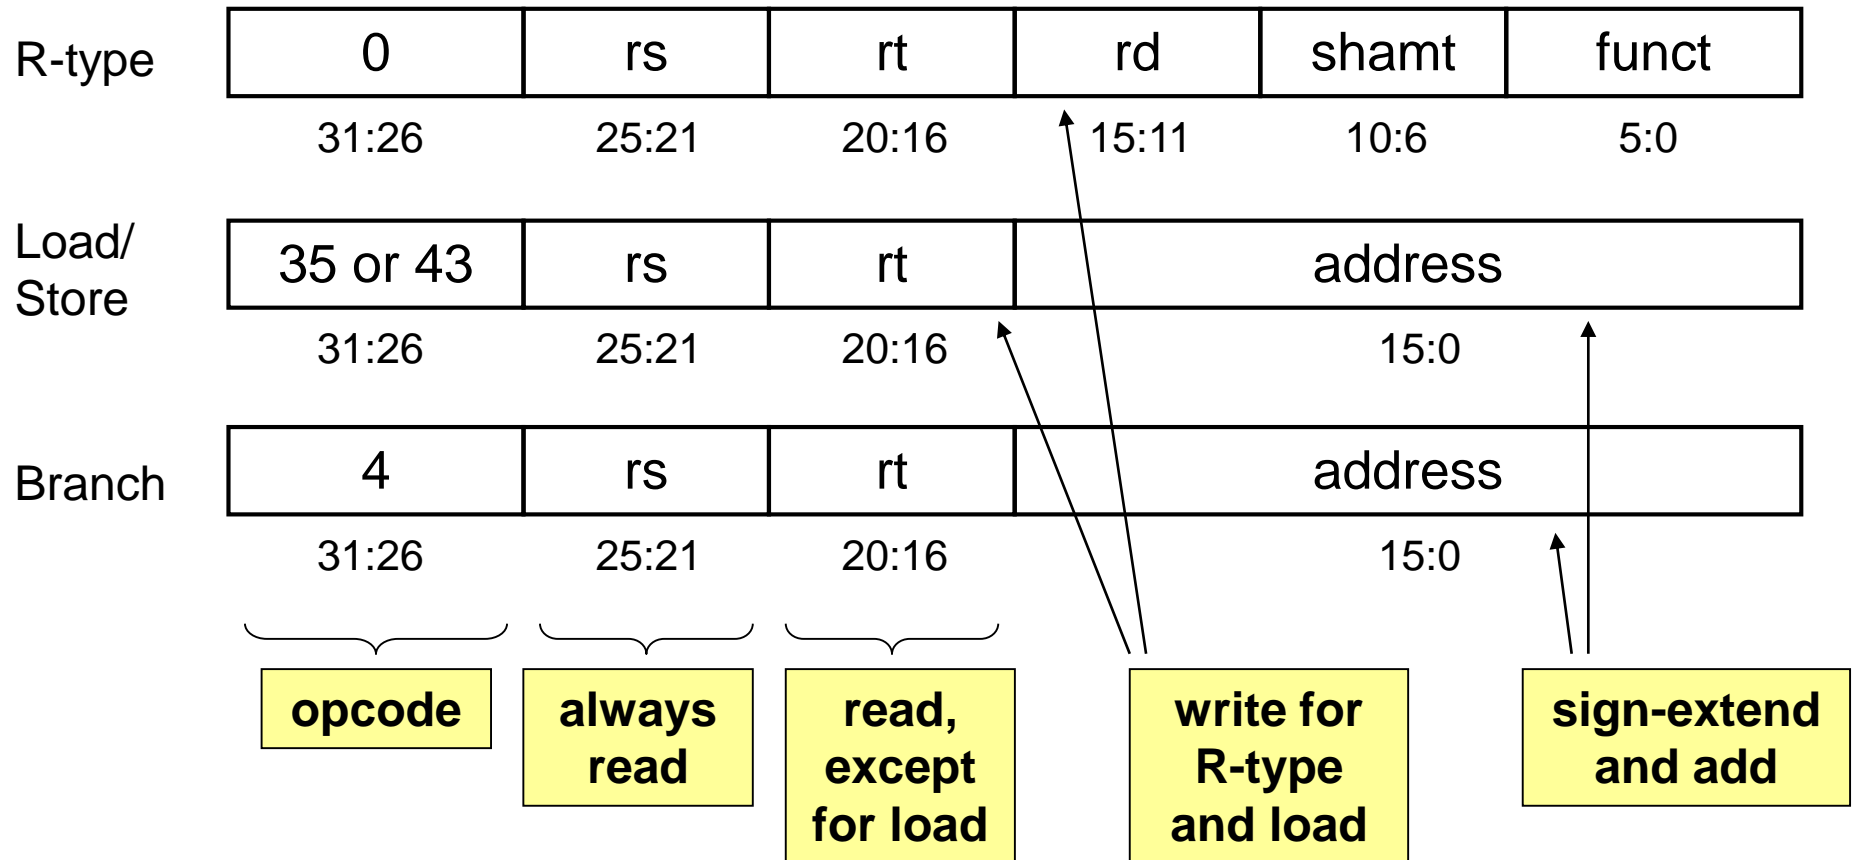 R-type 0 rs rt rd shamt funct
31:26 25:21 20:16 15:11 10:6 5:0
Load/
Store
35 or 43 rs rt address
31:26 25:21 20:16 15:0
Branch 4 rs rt address
31:26 25:21 20:16 15:0
opcode
always
read
read,
except
for load
write for
R-type
and load
sign-extend
and add